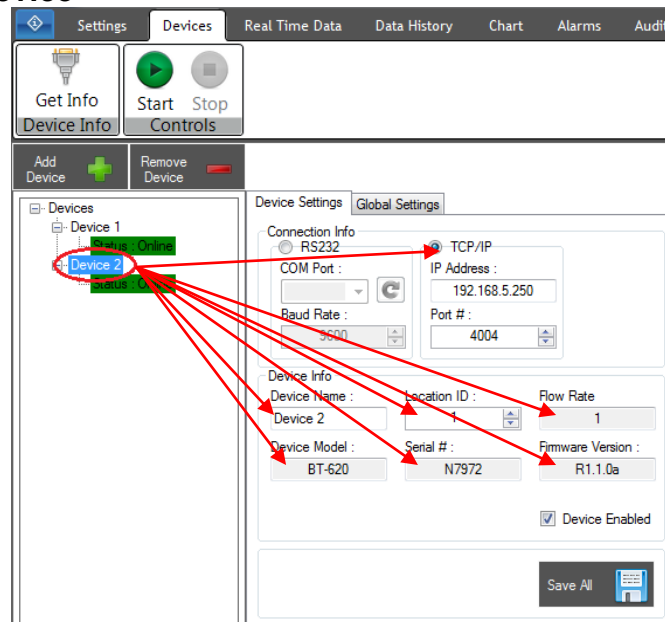 Settings Devices Real Time Data Data History Chart Alarms
Get Info Start Stop
Device Info Controls
Add Device Remove Device
Devices
Device 1
Status : Online
Device 2
Status : Online
Device Settings Global Settings
Connection Info
RS232 TCP/IP
COM Port : IP Address :
192.168.5.250
Baud Rate : Port # :
9600 4004
Device Info
Device Name : Location ID : Flow Rate
Device 2 1 1
Device Model : Serial # : Firmware Version :
BT-620 N7972 R1.1.0a
Device Enabled
Save All